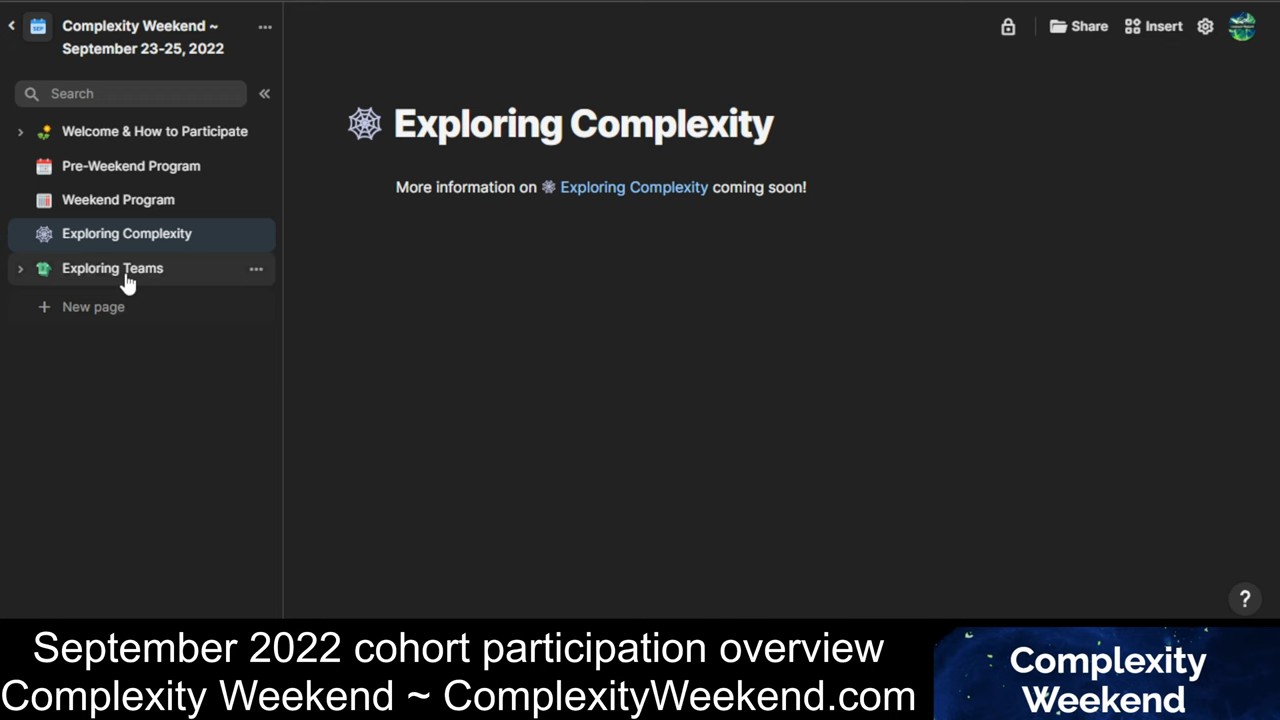 Complexity Weekend ~
September 23-25, 2022
Search
Welcome & How to Participate
Pre-Weekend Program
Weekend Program
Exploring Complexity
Exploring Teams
New page
Share
Insert
Exploring Complexity
More information on Exploring Complexity coming soon!
?
September 2022 cohort participation overview
Complexity Weekend ~ ComplexityWeekend.com
Complexity
Weekend